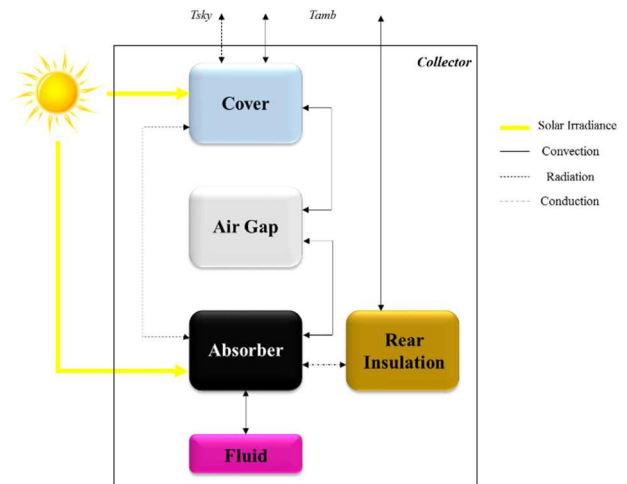 Tsky
Tamb
Collector
Cover
Solar Irradiance
Convection
Radiation
Conduction
Air Gap
Absorber
Rear
Insulation
Fluid